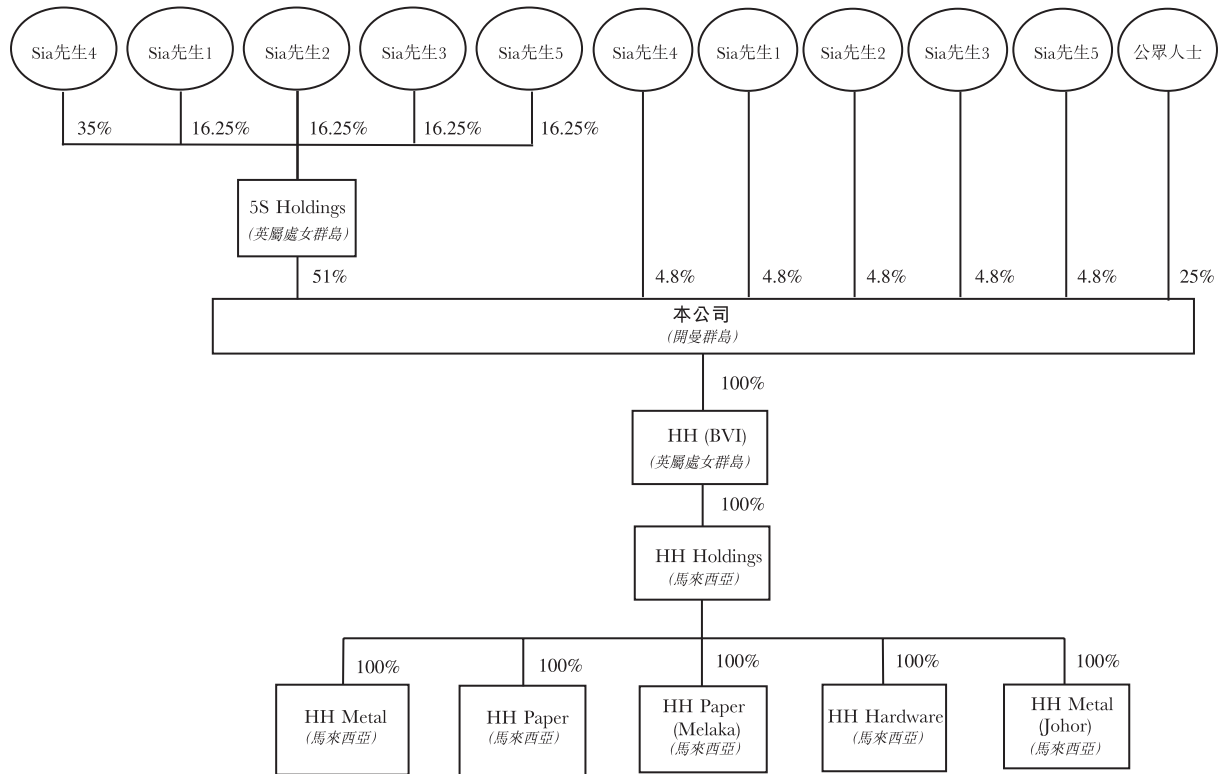 Sia先生4
Sia先生1
Sia先生2
Sia先生3
Sia先生5
Sia先生4
Sia先生1
Sia先生2
Sia先生3
Sia先生5
公眾人士
35%
16.25%
16.25%
16.25%
16.25%
5S Holdings
(英屬處女群島)
51%
4.8%
4.8%
4.8%
4.8%
4.8%
25%
本公司
(開曼群島)
100%
HH (BVI)
(英屬處女群島)
100%
HH Holdings
(馬來西亞)
100%
100%
100%
100%
100%
HH Metal
(馬來西亞)
HH Paper
(馬來西亞)
HH Paper
(Melaka)
(馬來西亞)
HH Hardware
(馬來西亞)
HH Metal
(Johor)
(馬來西亞)